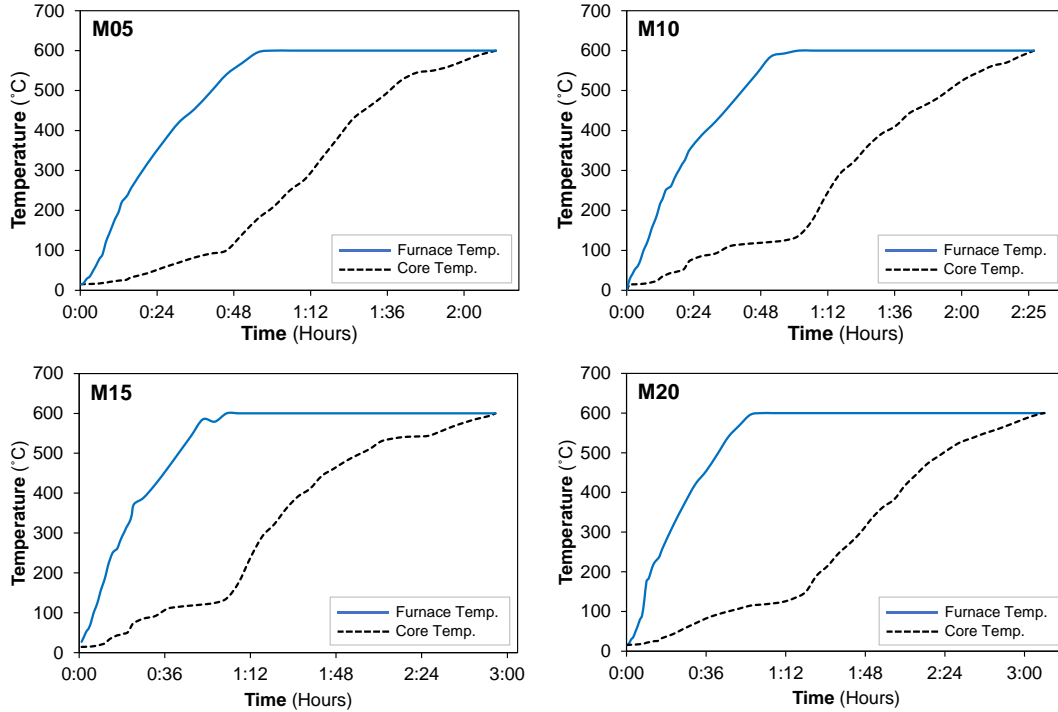 M05
700
600
500
400
300
200
100
0
Temperature (˚C)
Furnace Temp.
Core Temp.
0:00 0:24 0:48 1:12 1:36 2:00
Time (Hours)
M10
700
600
500
400
300
200
100
0
Temperature (˚C)
Furnace Temp.
Core Temp.
0:00 0:24 0:48 1:12 1:36 2:00 2:25
Time (Hours)
M15
700
600
500
400
300
200
100
0
Temperature (˚C)
Furnace Temp.
Core Temp.
0:00 0:36 1:12 1:48 2:24 3:00
Time (Hours)
M20
700
600
500
400
300
200
100
0
Temperature (˚C)
Furnace Temp.
Core Temp.
0:00 0:36 1:12 1:48 2:24 3:00
Time (Hours)